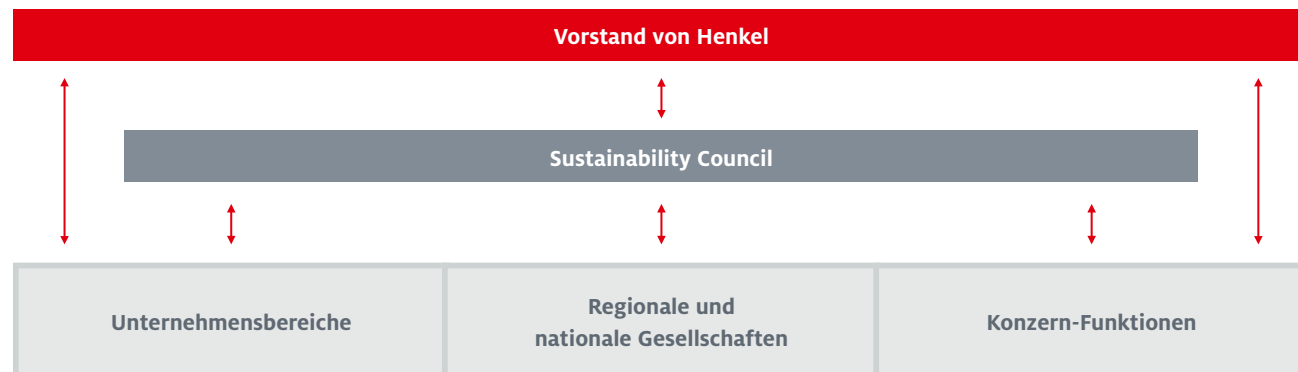 Vorstand von Henkel
Sustainability Council
Unternehmensbereiche
Regionale und
nationale Gesellschaften
Konzern-Funktionen